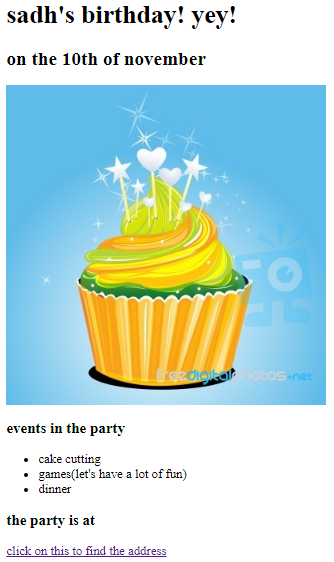 sadh's birthday! yey!
on the 10th of november
freedigitalphotos.net
events in the party
cake cutting
games(let's have a lot of fun)
dinner
the party is at
click on this to find the address